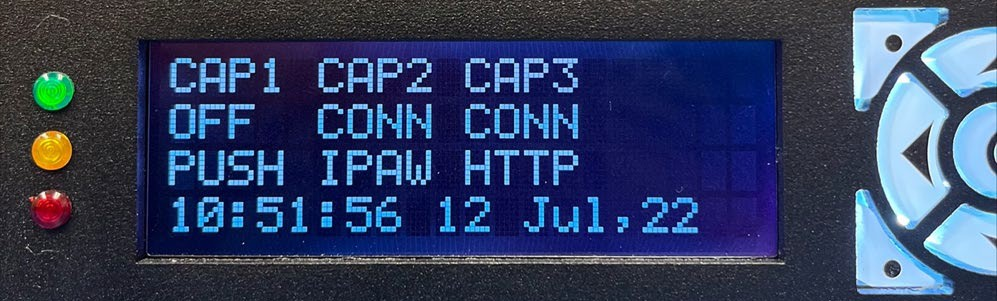 CAP1 CAP2 CAP3
OFF CONN CONN
PUSH IPAW HTTP
10:51:56 12 Jul,22